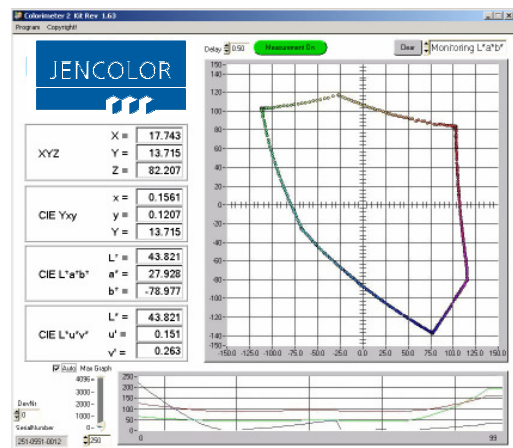 Colorimeter 2 Kit Rev 1.63
Program Copyright!
JENCOLOR
Delay 0.50 Measurement On Clear Monitoring L*a*b*
XYZ
X = 17.743
Y = 13.715
Z = 82.207
CIE Yxy
x = 0.1561
y = 0.1207
Y = 13.715
CIE L*a*b*
L* = 43.821
a* = 27.928
b* = -78.977
CIE L*u*v*
L* = 43.821
u' = 0.151
v' = 0.263
150-
140-
120-
100-
80-
60-
40-
20-
0-
-20-
-40-
-60-
-80-
-100-
-120-
-140-
-150-
-150.0 -125.0 -100.0 -75.0 -50.0 -25.0 0.0 25.0 50.0 75.0 100.0 125.0 150.0
Auto Max Graph
4096-
3000-
2000-
1000-
0-
250
DevNr
0
SerialNumber
251-0551-0012
250-
200-
150-
100-
50-
0-
0 99